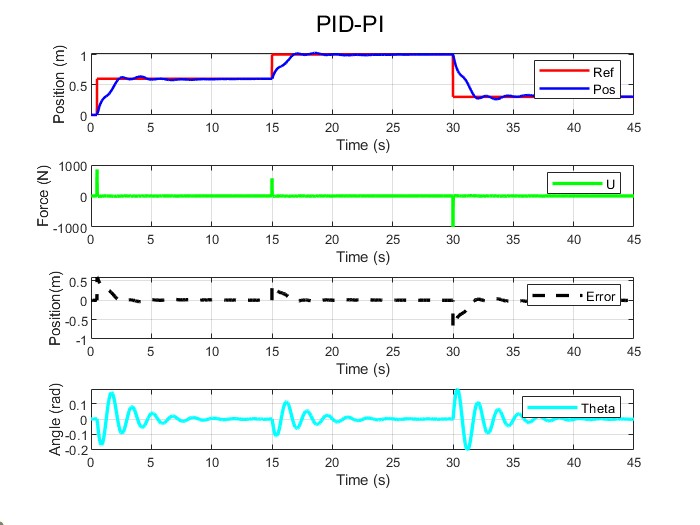 PID-PI
Position (m)
1
0.5
0
Ref
Pos
0 5 10 15 20 25 30 35 40 45
Time (s)
Force (N)
1000
0
-1000
U
0 5 10 15 20 25 30 35 40 45
Time (s)
Position(m)
0.5
0
-0.5
-1
Error
0 5 10 15 20 25 30 35 40 45
Time (s)
Angle (rad)
0.1
0
-0.1
-0.2
Theta
0 5 10 15 20 25 30 35 40 45
Time (s)